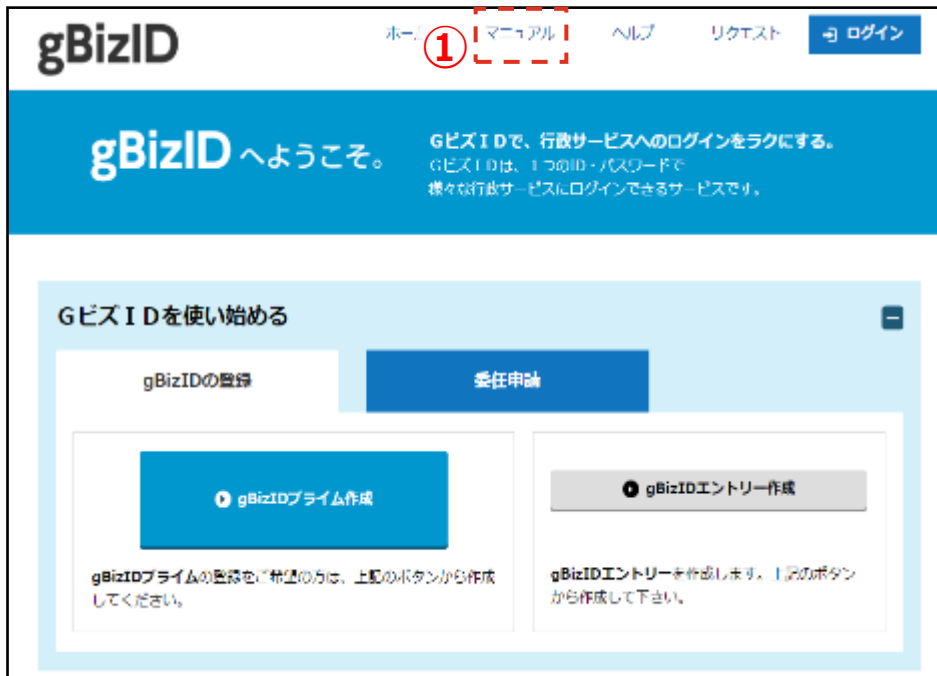 gBizID
ホーム ① マニュアル ヘルプ リクエスト ログイン
gBizID へようこそ。
GビズIDで、行政サービスへのログインをラクにする。
GビズIDは、1つのID・パスワードで
様々な行政サービスにログインできるサービスです。
GビズIDを使い始める
gBizIDの登録
委任申請
gBizIDプライム作成
gBizIDプライムの登録をご希望の方は、上記のボタンから作成
してください。
gBizIDエントリー作成
gBizIDエントリーを作成します。上記のボタン
から作成して下さい。